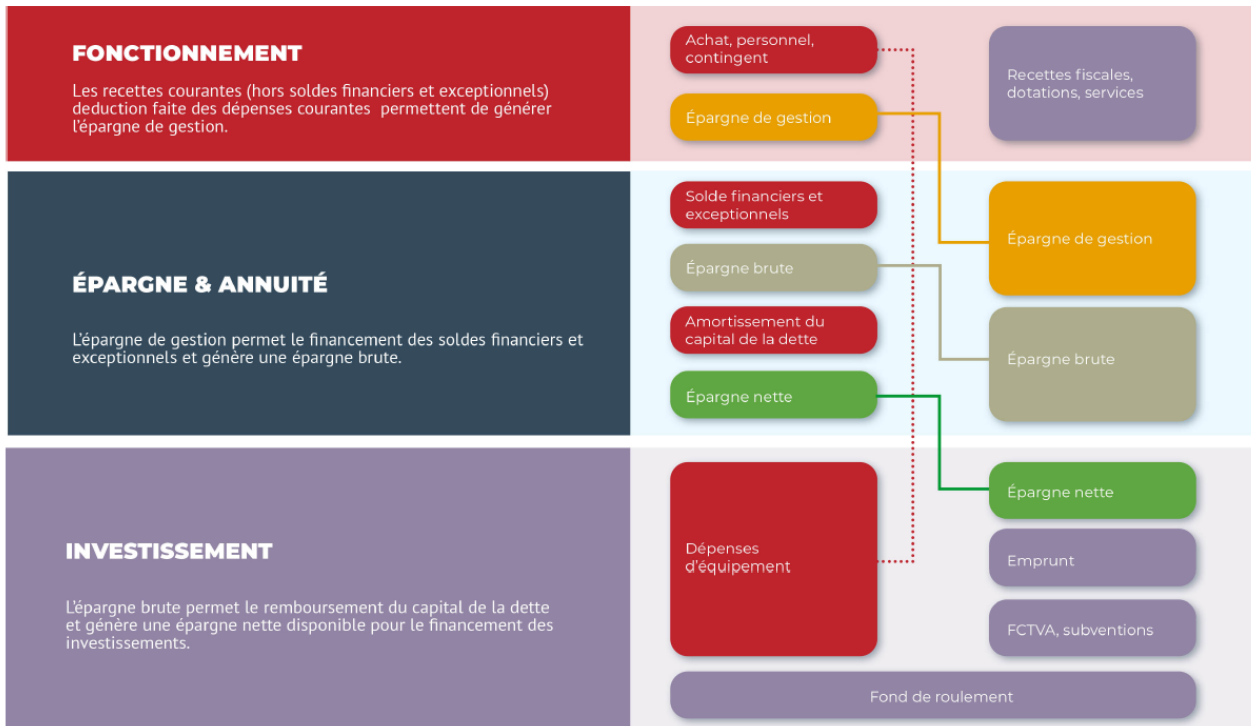 FONCTIONNEMENT
Les recettes courantes (hors soldes financiers et exceptionnels)
deduction faite des dépenses courantes permettent de générer
l'épargne de gestion.
Achat, personnel,
contingent
Épargne de gestion
Recettes fiscales,
dotations, services
ÉPARGNE & ANNUITÉ
L'épargne de gestion permet le financement des soldes financiers et
exceptionnels et génère une épargne brute.
Solde financiers et
exceptionnels
Épargne brute
Amortissement du
capital de la dette
Épargne nette
Épargne de gestion
Épargne brute
INVESTISSEMENT
L'épargne brute permet le remboursement du capital de la dette
et génère une épargne nette disponible pour le financement des
investissements.
Dépenses
d'équipement
Épargne nette
Emprunt
FCTVA, subventions
Fond de roulement